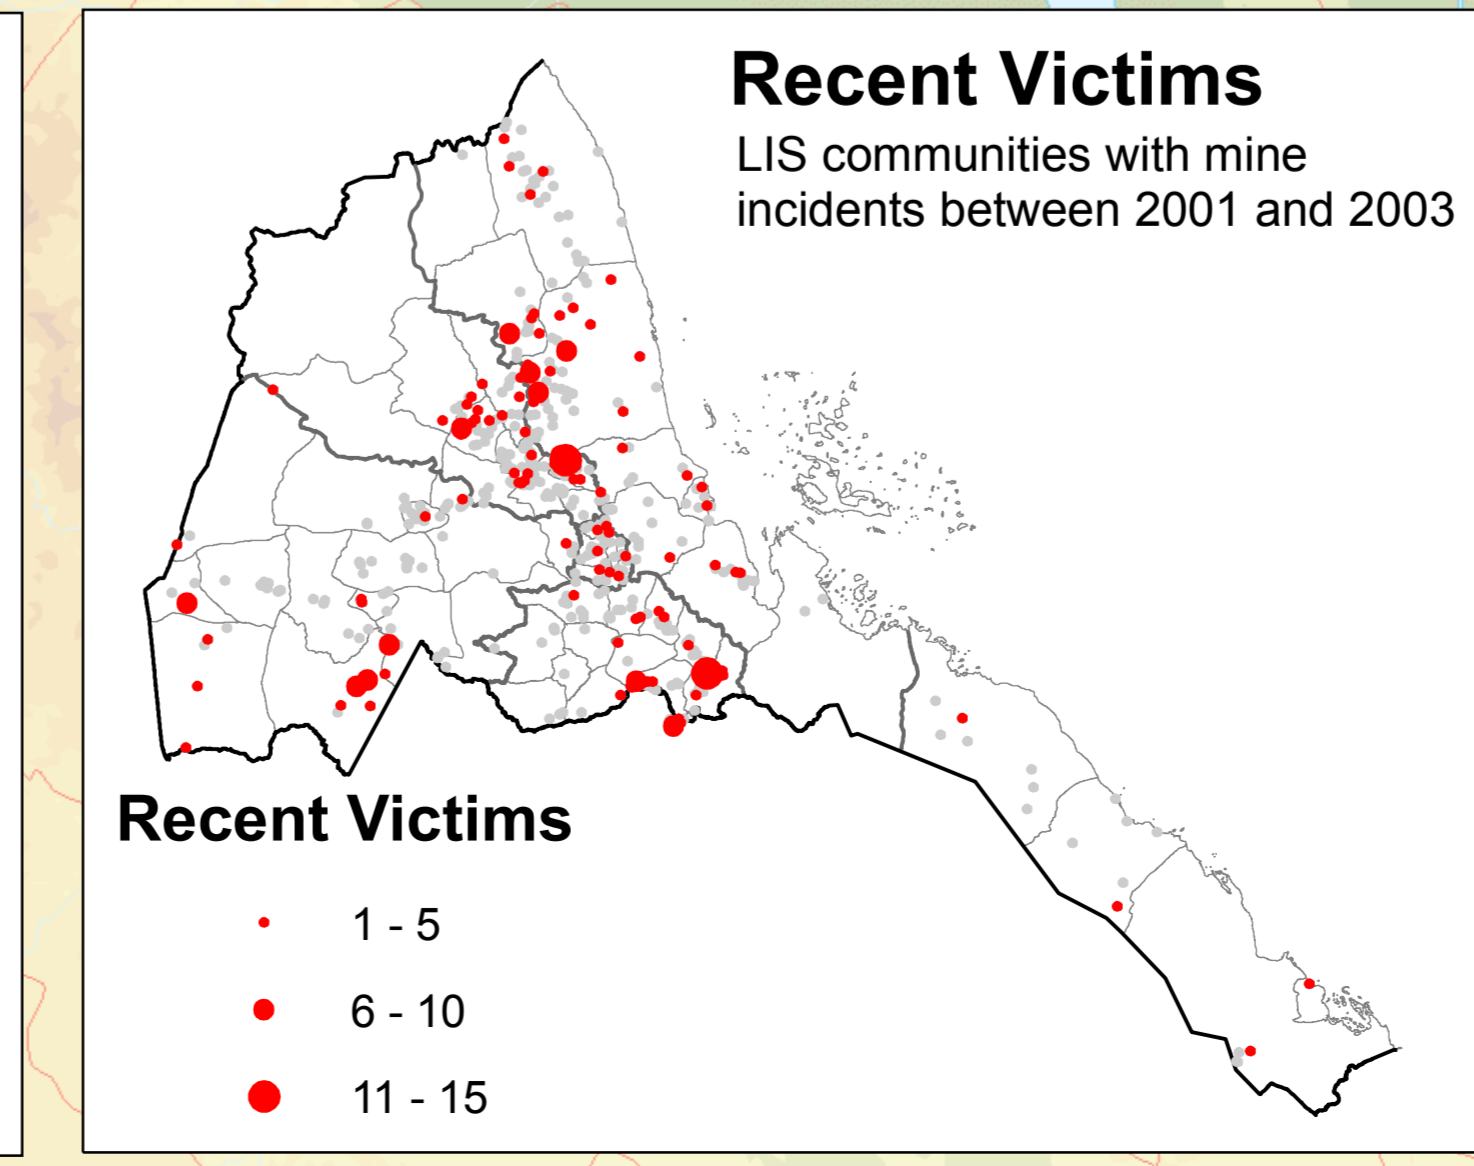 Recent Victims
LIS communities with mine
incidents between 2001 and 2003
Recent Victims
1 - 5
6 - 10
11 - 15